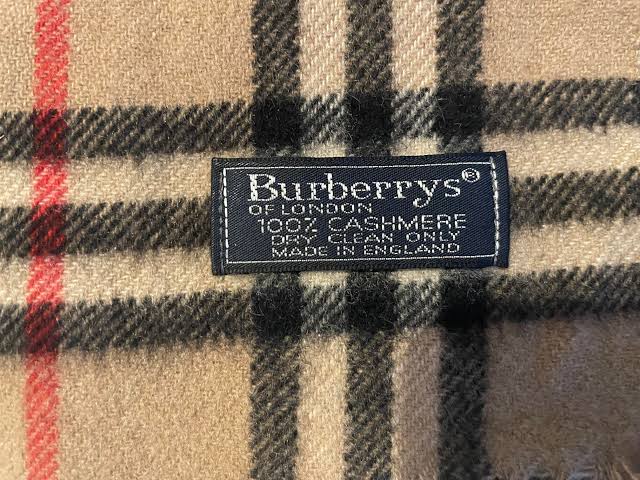 Burberrys®
OF LONDON
100% CASHMERE
DRY CLEAN ONLY
MADE IN ENGLAND